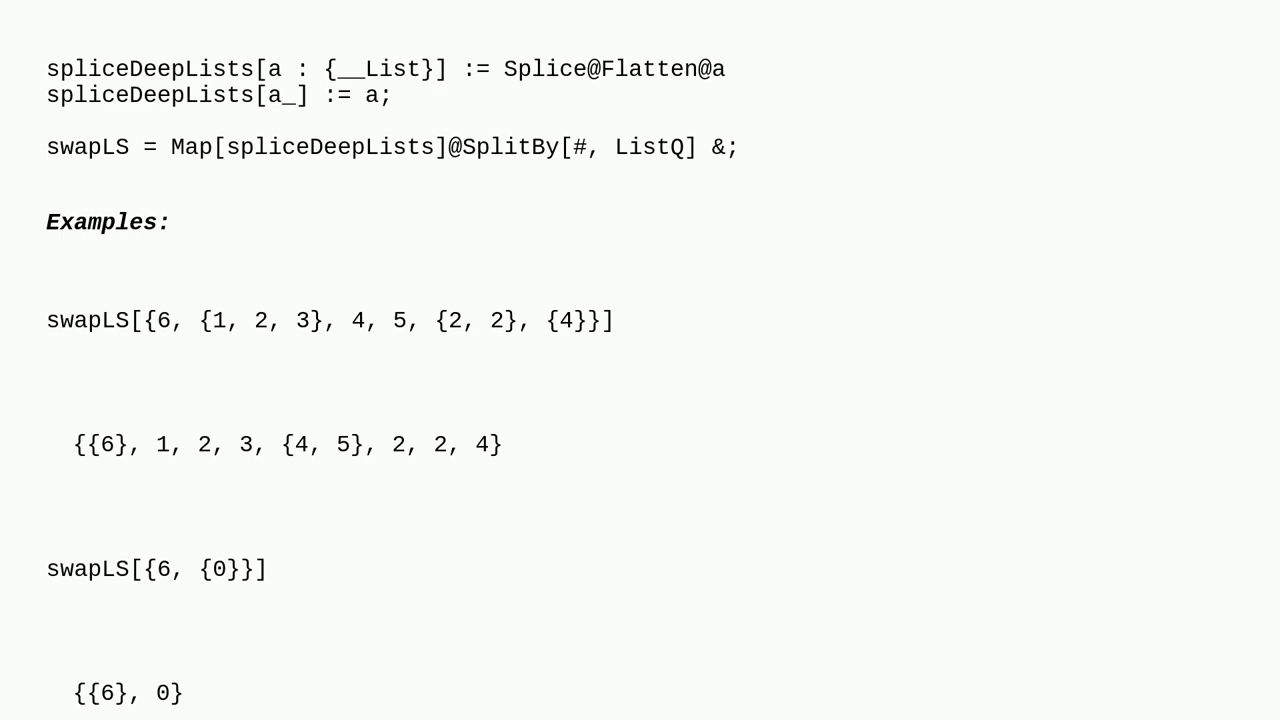 spliceDeepLists[a : {__List}] := Splice@Flatten@a
spliceDeepLists[a_] := a;
swapLS = Map[spliceDeepLists]@SplitBy[#, ListQ] &;
Examples:
swapLS[{6, {1, 2, 3}, 4, 5, {2, 2}, {4}}]
{{6}, 1, 2, 3, {4, 5}, 2, 2, 4}
swapLS[{6, {0}}]
{{6}, 0}